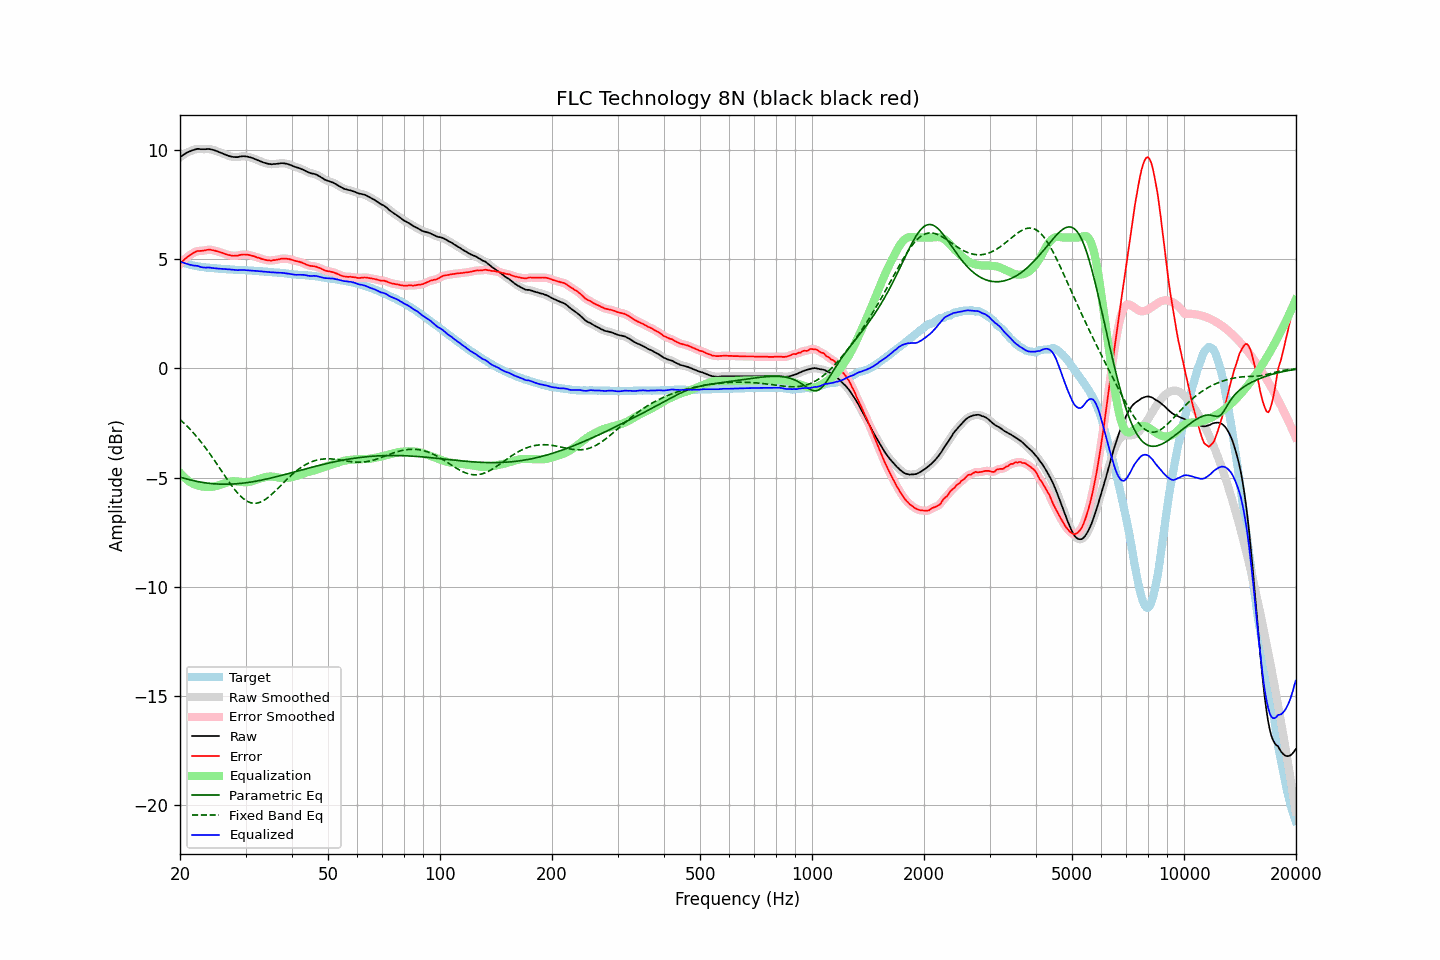 FLC Technology 8N (black black red)
Amplitude (dBr)
10
5
0
−5
−10
−15
−20
Target
Raw Smoothed
Error Smoothed
Raw
Error
Equalization
Parametric Eq
Fixed Band Eq
Equalized
20 50 100 200 500 1000 2000 5000 10000 20000
Frequency (Hz)